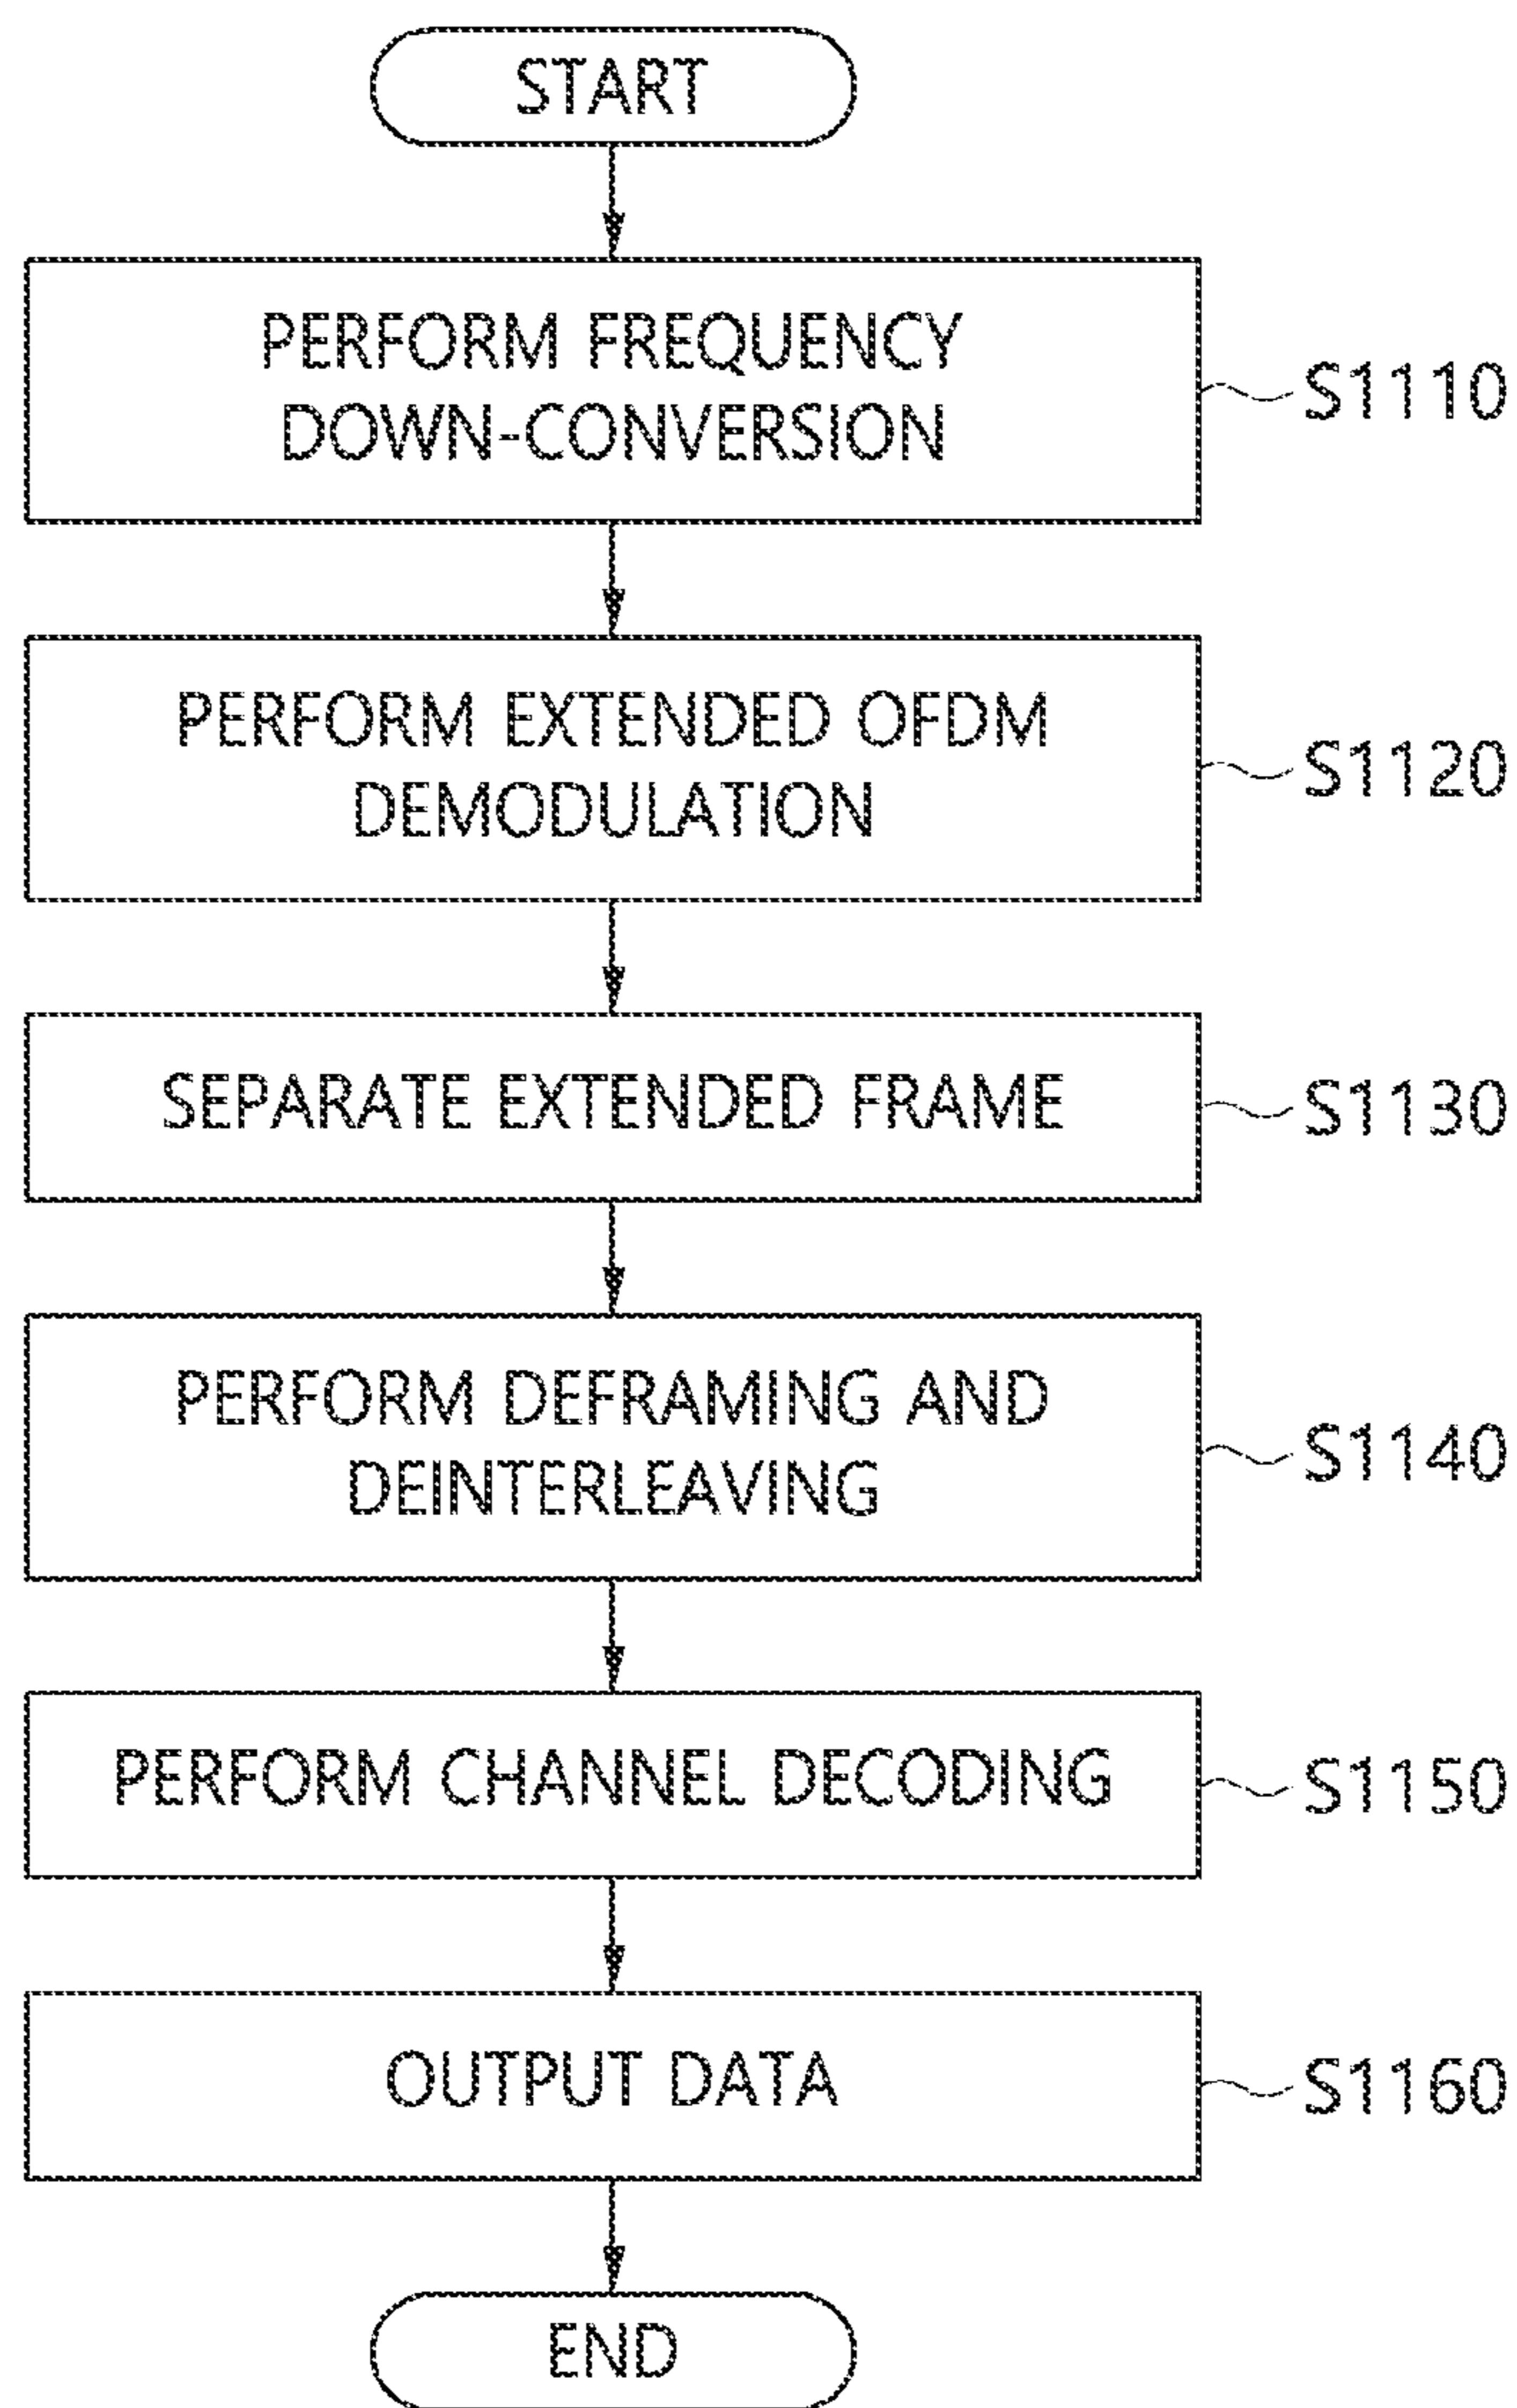 START
PERFORM FREQUENCY
DOWN-CONVERSION
S1110
PERFORM EXTENDED OFDM
DEMODULATION
S1120
SEPARATE EXTENDED FRAME
S1130
PERFORM DEFRAMING AND
DEINTERLEAVING
S1140
PERFORM CHANNEL DECODING
S1150
OUTPUT DATA
S1160
END